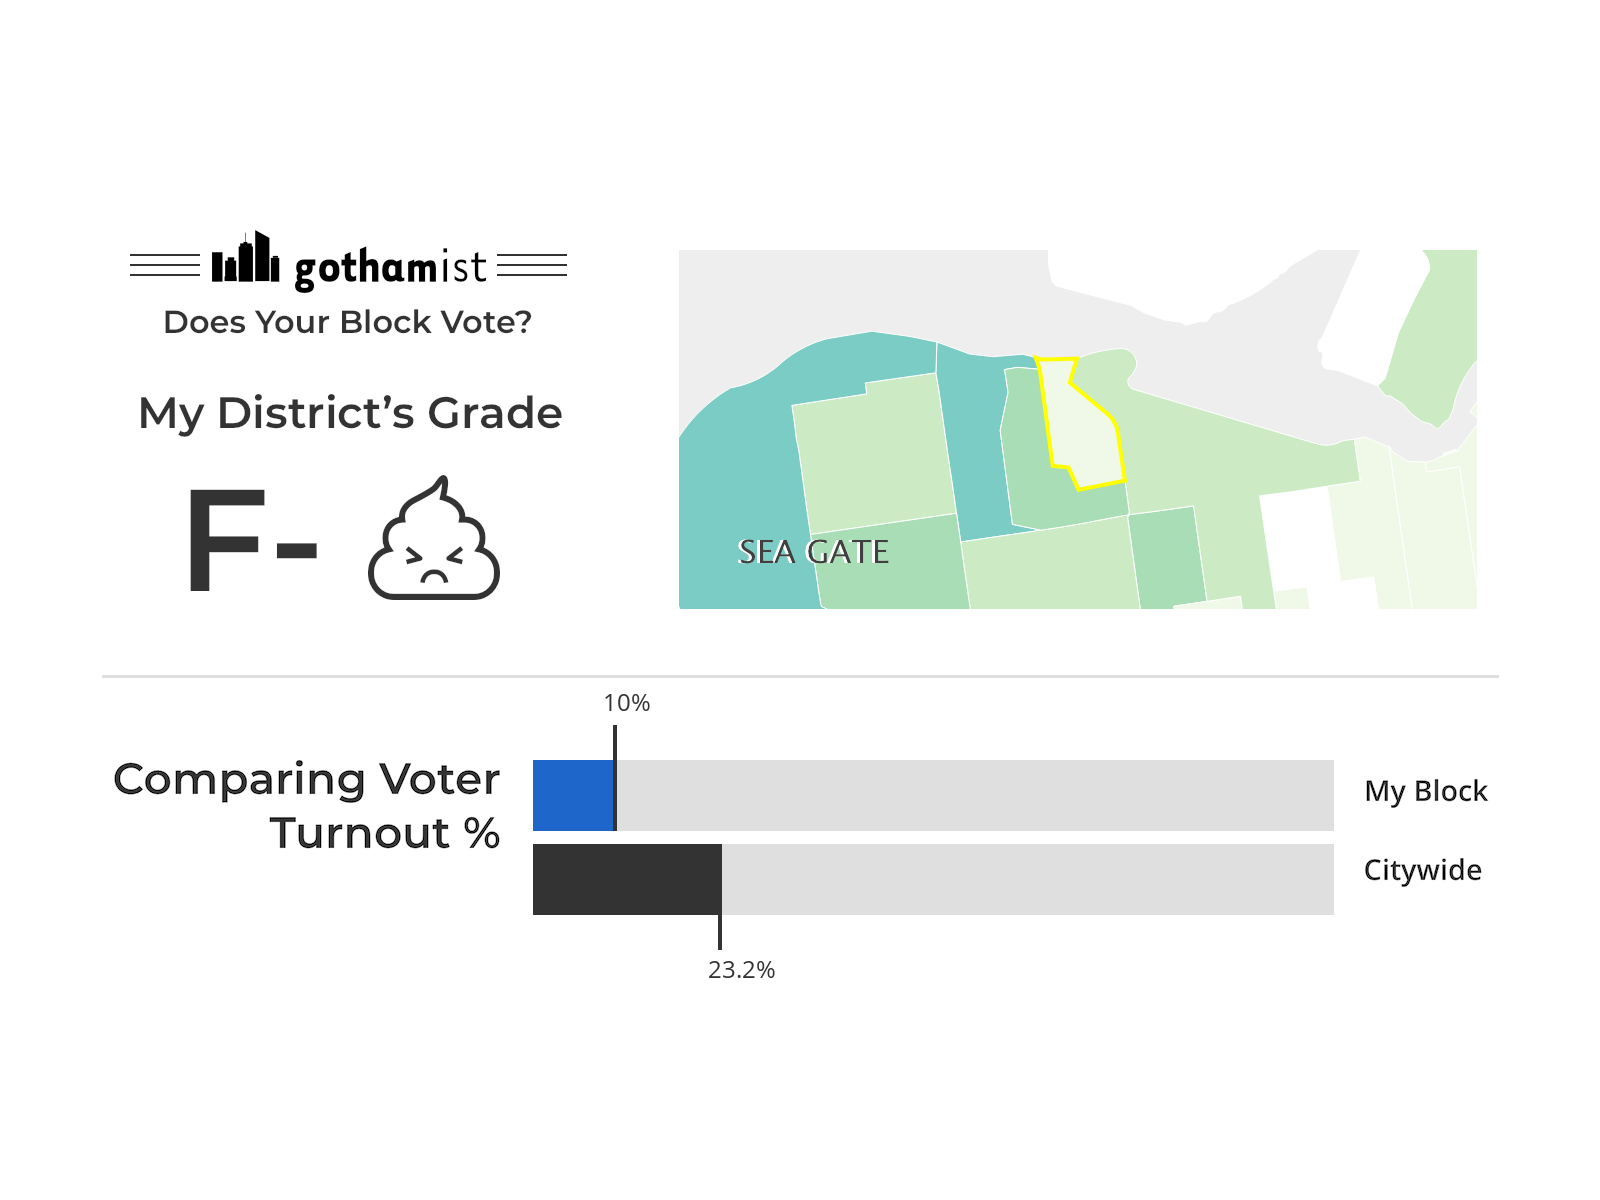 gothamist
Does Your Block Vote?
My District's Grade
F-
SEA GATE
10%
Comparing Voter
Turnout %
My Block
Citywide
23.2%